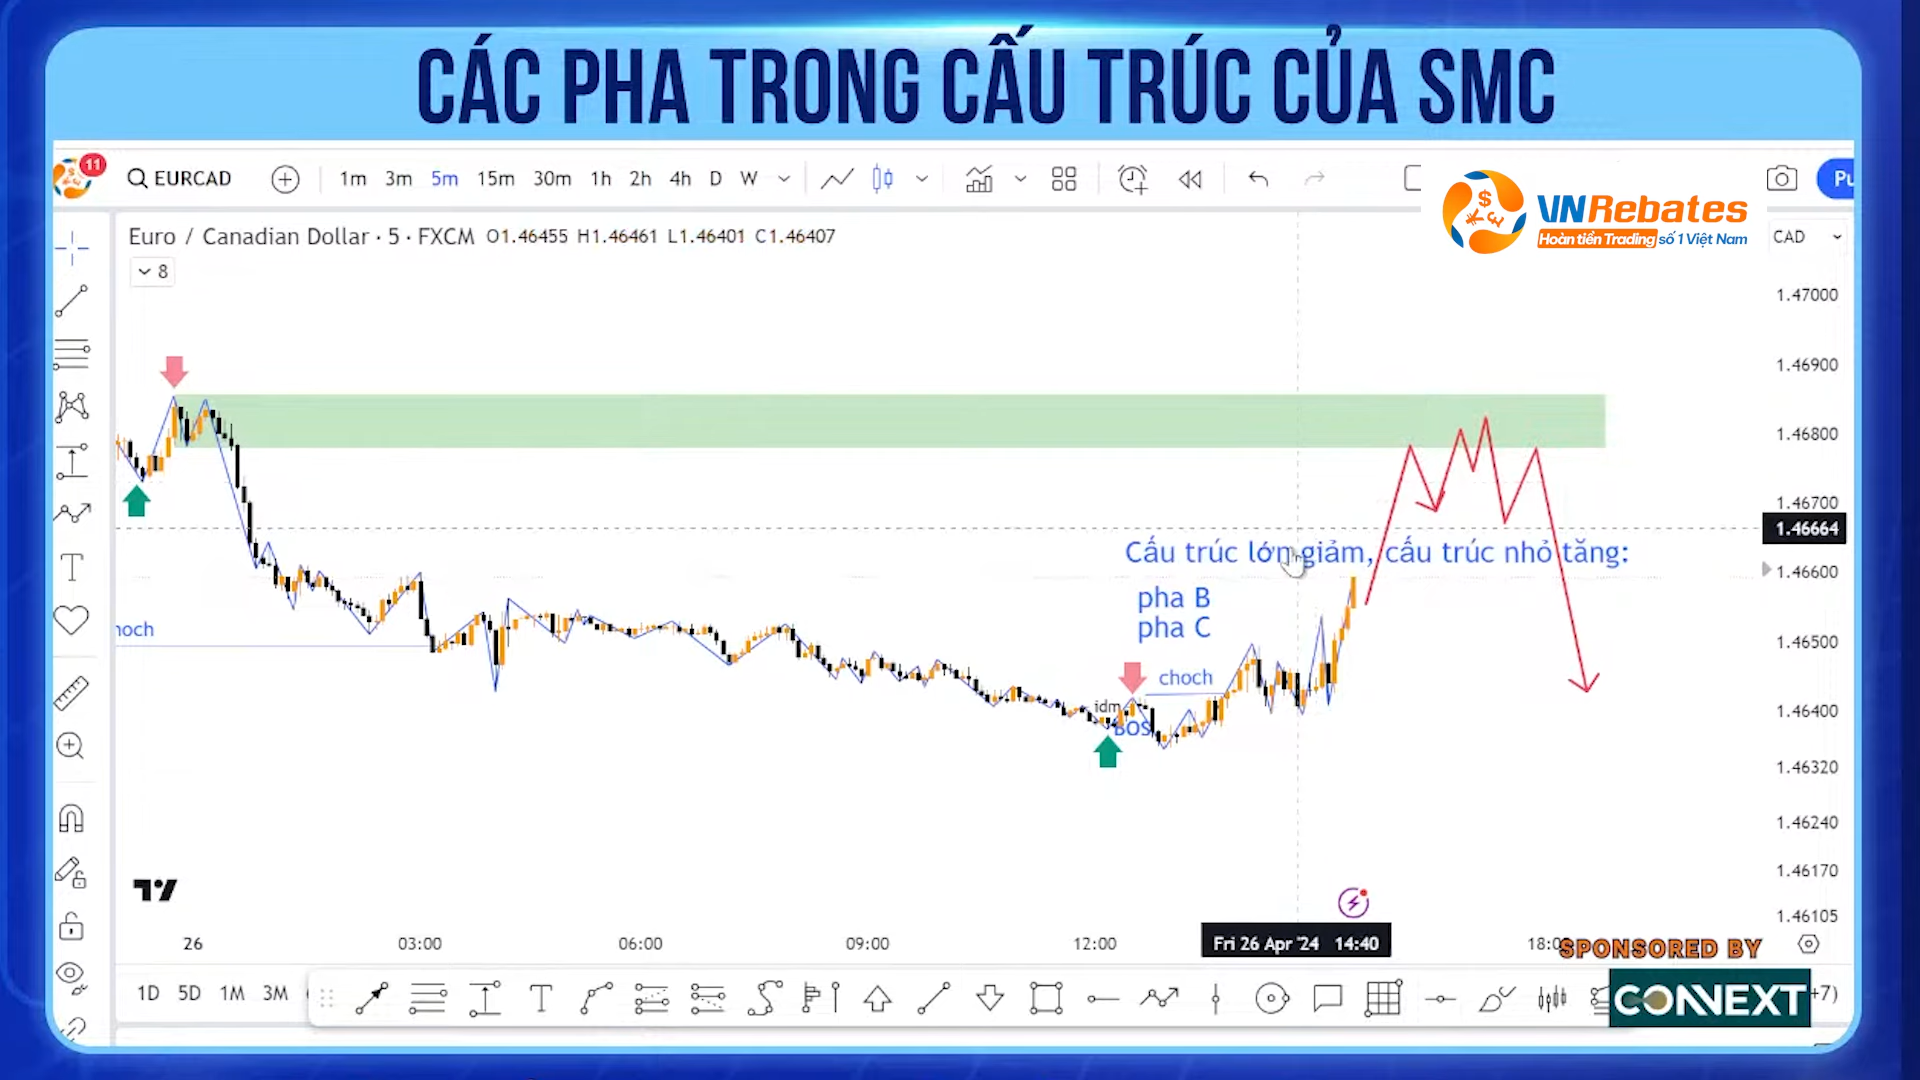 CÁC PHA TRONG CẤU TRÚC CỦA SMC
11
EURCAD
1m 3m 5m 15m 30m 1h 2h 4h D W
Pu
VNRebates
Hoàn tiền Trading số 1 Việt Nam
Euro / Canadian Dollar · 5 · FXCM O1.46455 H1.46461 L1.46401 C1.46407
CAD
8
1.47000
1.46900
1.46800
1.46700
1.46664
1.46600
1.46500
1.46400
1.46320
1.46240
1.46170
1.46105
Cấu trúc lớn giảm, cấu trúc nhỏ tăng:
pha B
pha C
hoch
choch
idm
BOS
26 03:00 06:00 09:00 12:00 Fri 26 Apr '24 14:40 18:0
SPONSORED BY
CONNEXT
1D 5D 1M 3M
+7)